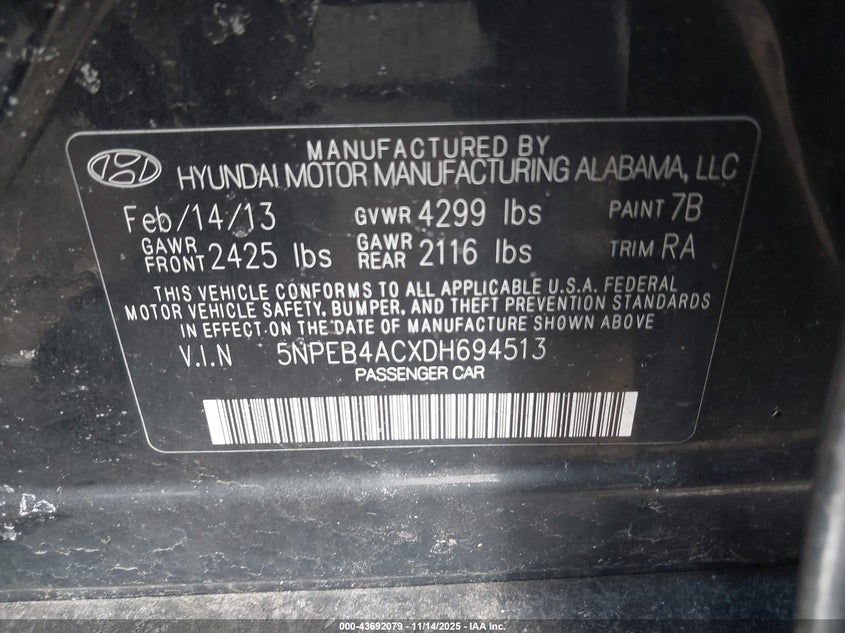 MANUFACTURED BY
HYUNDAI MOTOR MANUFACTURING ALABAMA, LLC
Feb/14/13 GVWR 4299 lbs PAINT 7B
GAWR FRONT 2425 lbs GAWR REAR 2116 lbs TRIM RA
THIS VEHICLE CONFORMS TO ALL APPLICABLE U.S.A. FEDERAL
MOTOR VEHICLE SAFETY, BUMPER, AND THEFT PREVENTION STANDARDS
IN EFFECT ON THE DATE OF MANUFACTURE SHOWN ABOVE
V.I.N 5NPEB4ACXDH694513
PASSENGER CAR
000-43692079 - 11/14/2025 - IAA Inc.